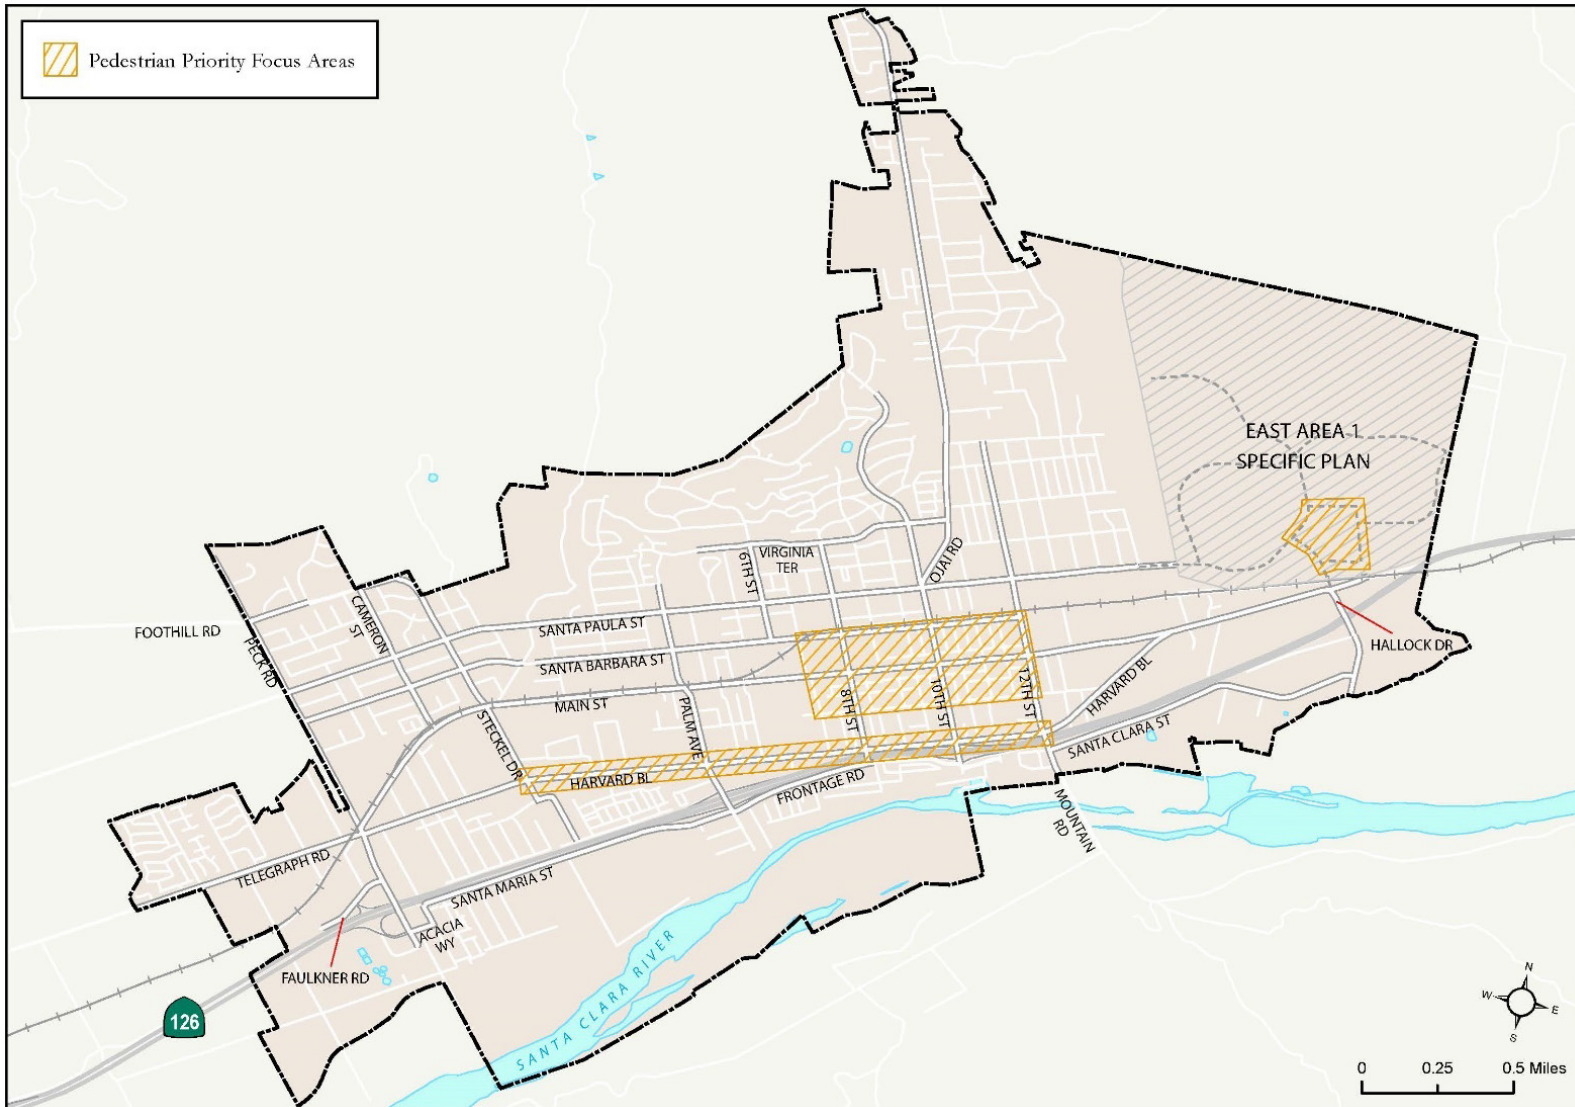 Pedestrian Priority Focus Areas
EAST AREA 1
SPECIFIC PLAN
VIRGINIA
TER
6TH ST
OJAI RD
FOOTHILL RD
CAMERON
ST
PECK RD
SANTA PAULA ST
SANTA BARBARA ST
MAIN ST
HALLOCK DR
8TH ST
10TH ST
12TH ST
HARVARD BL
PALM AVE
STECKEL DR
SANTA CLARA ST
HARVARD BL
FRONTAGE RD
MOUNTAIN
RD
TELEGRAPH RD
SANTA MARIA ST
ACACIA
WY
FAULKNER RD
126
SANTA CLARA RIVER
N
W
E
S
0 0.25 0.5 Miles